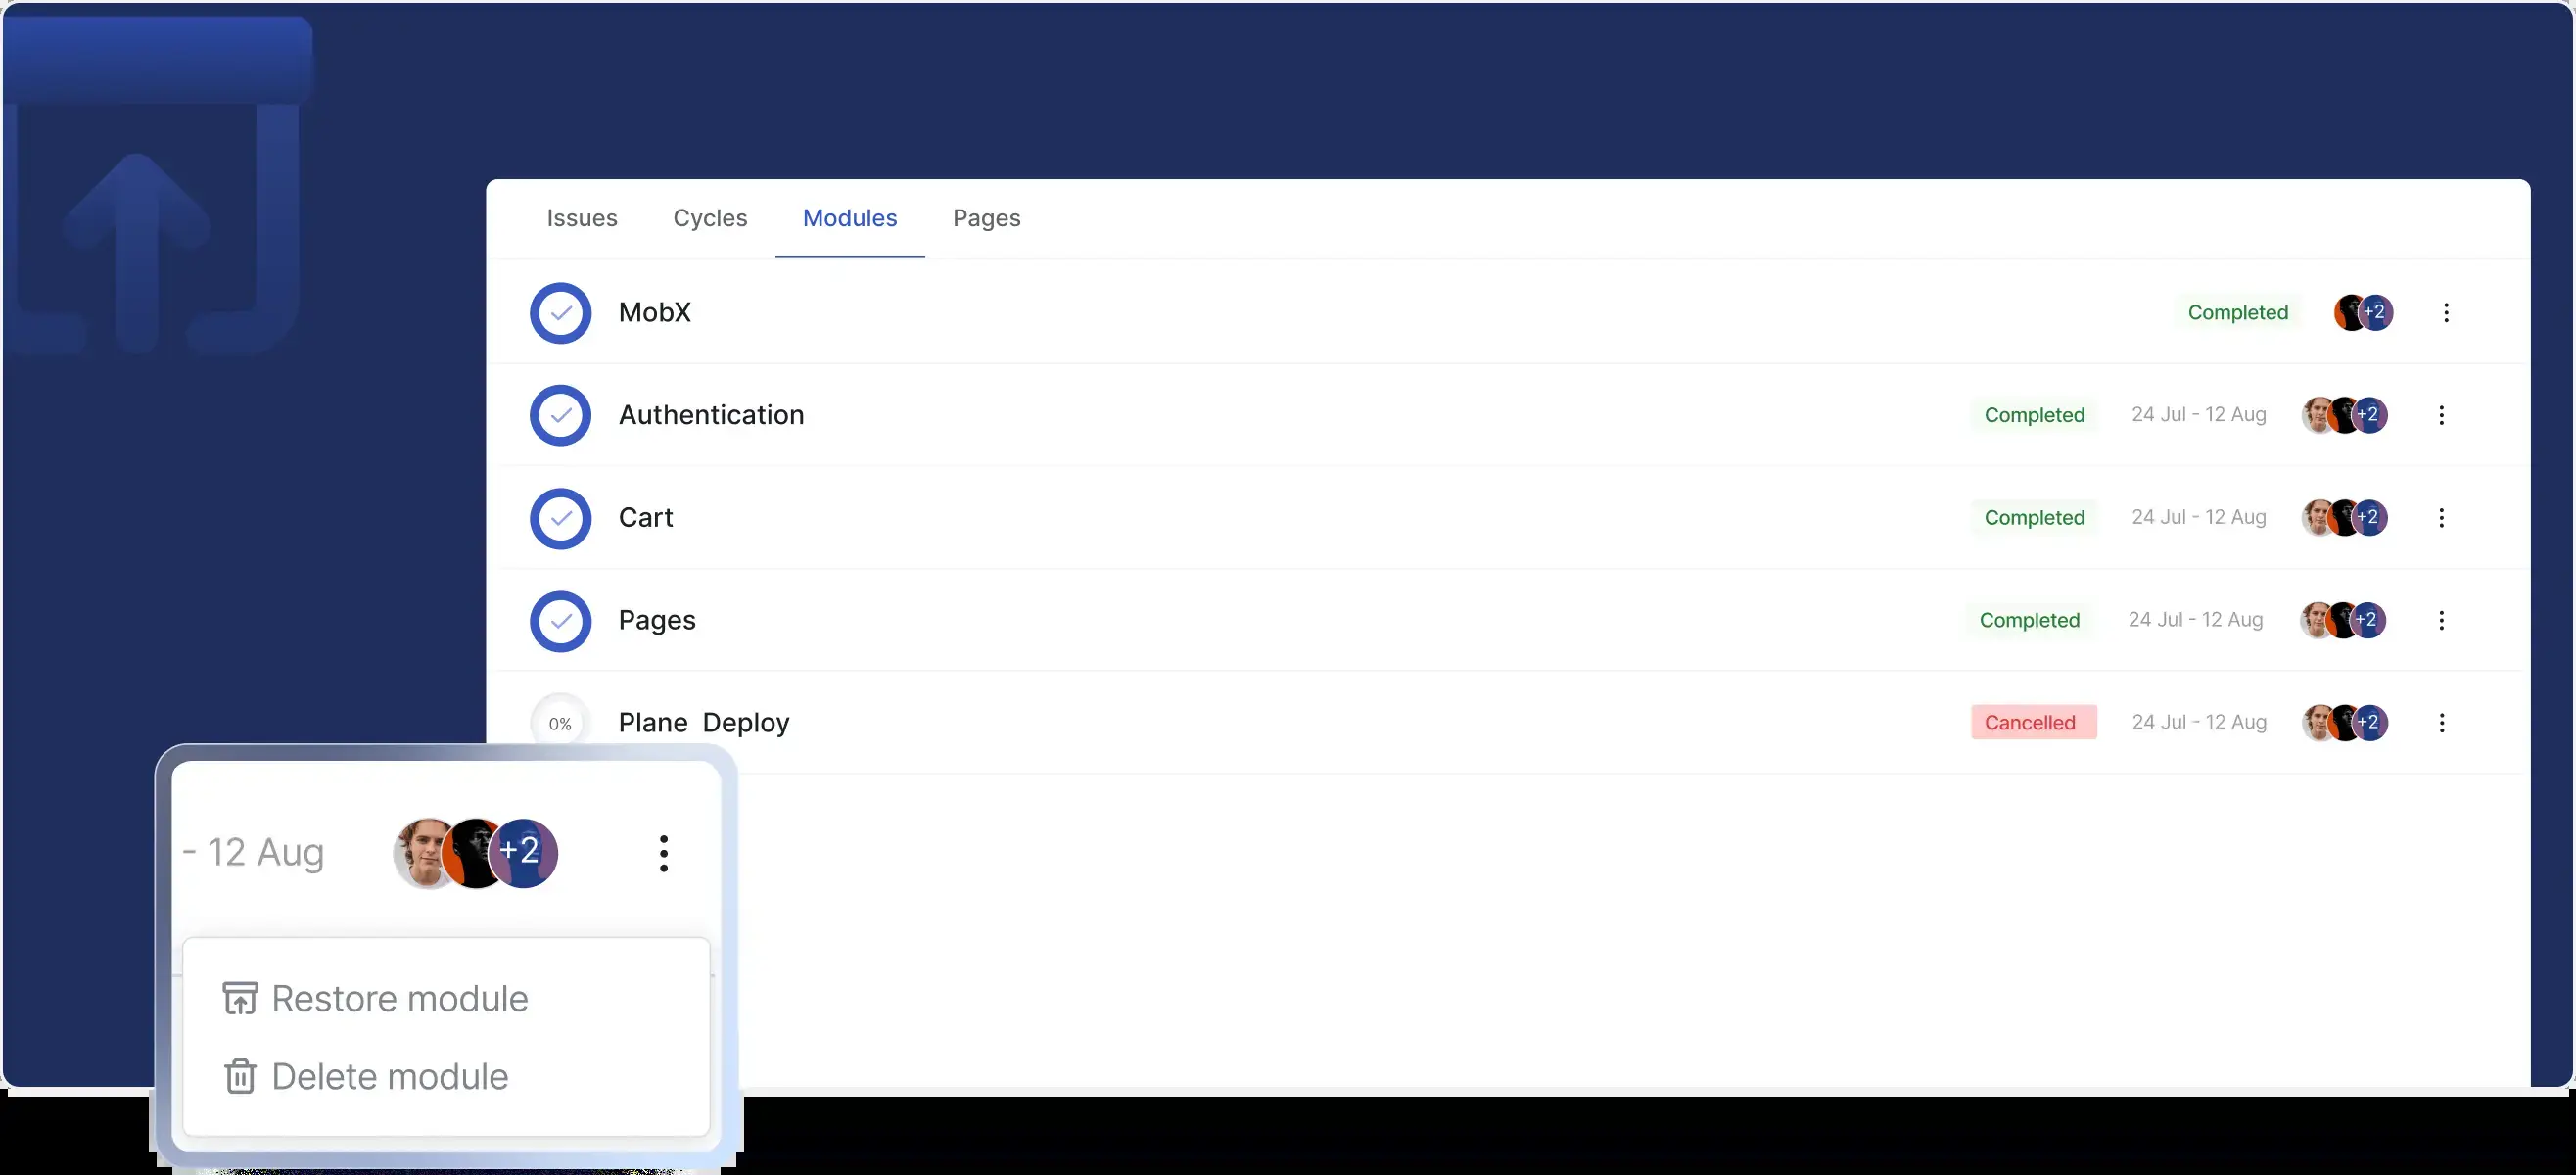 Issues Cycles Modules Pages
MobX Completed +2
Authentication Completed 24 Jul - 12 Aug +2
Cart Completed 24 Jul - 12 Aug +2
Pages Completed 24 Jul - 12 Aug +2
0% Plane Deploy Cancelled 24 Jul - 12 Aug +2
- 12 Aug +2
Restore module
Delete module